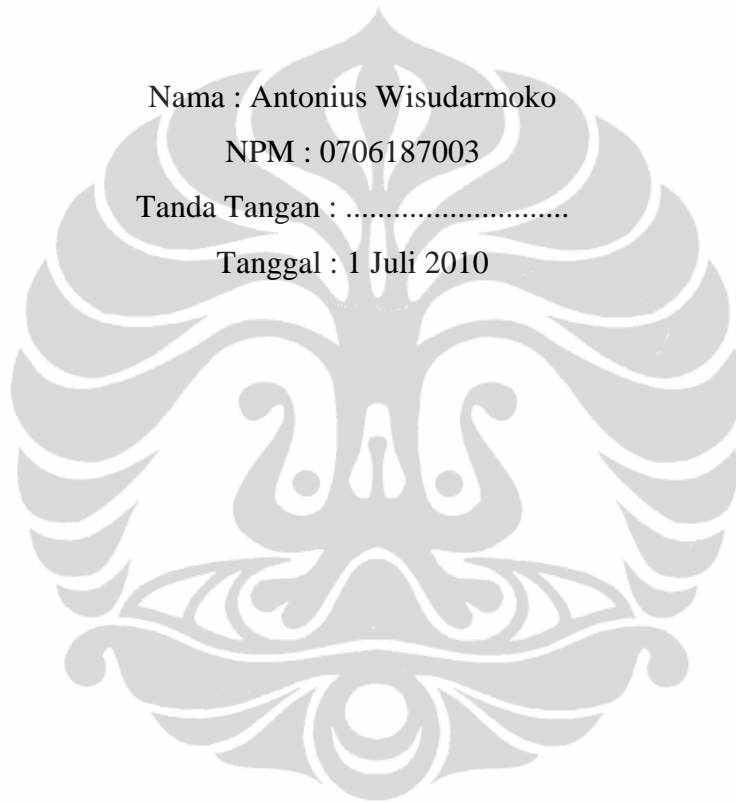 Nama : Antonius Wisudarmoko
NPM : 0706187003
Tanda Tangan : ............................
Tanggal : 1 Juli 2010